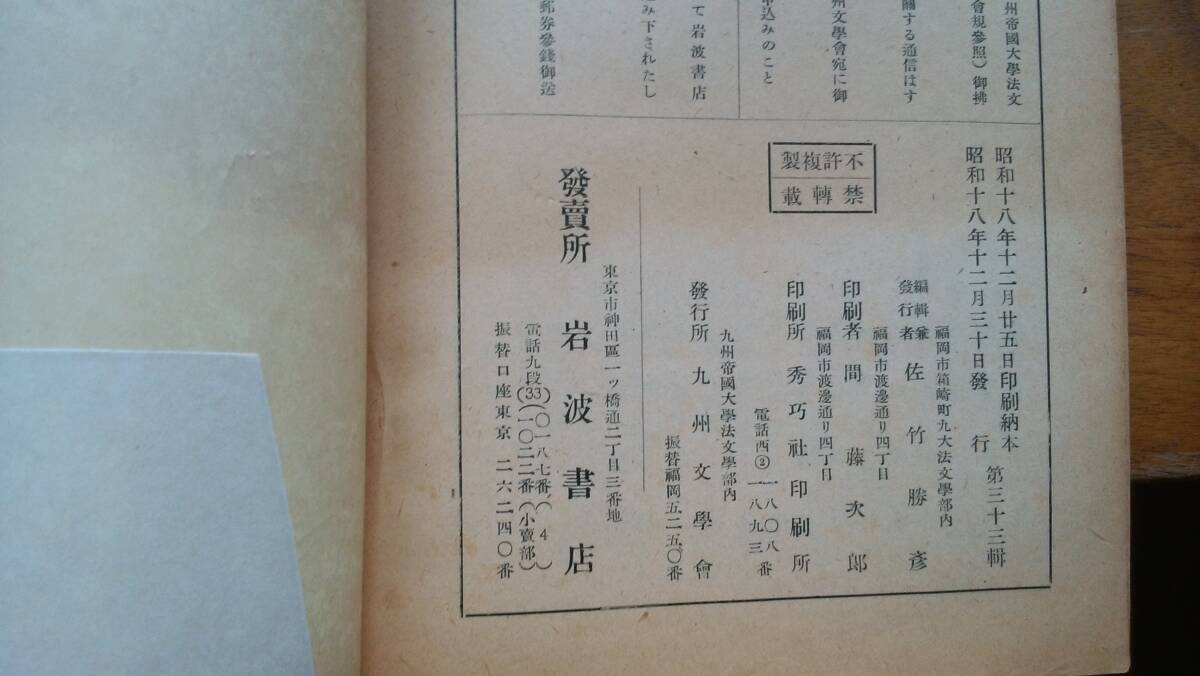 州帝國大學法文
會規參照）御拂
關する通信はす
州文學會宛に御
申込みのこと
て岩波書店
み下されたし
郵券參錢御送
昭和十八年十二月廿五日印刷納本
昭和十八年十二月三十日發行
第三十三輯
不許複製
禁轉載
福岡市箱崎町九大法文學部內
編輯兼發行者 佐竹勝彥
福岡市渡邊通り四丁目
印刷者 間藤次郎
福岡市渡邊通り四丁目
印刷所 秀巧社印刷所
電話西②一八〇八 一八九三番
九州帝國大學法文學部內
發行所 九州文學會
振替福岡五二五〇番
東京市神田區一ッ橋通二丁目三番地
發賣所 岩波書店
電話九段(33)(〇一八七番(4)
(一〇二二番(小賣部)
振替口座東京 二六二四〇番